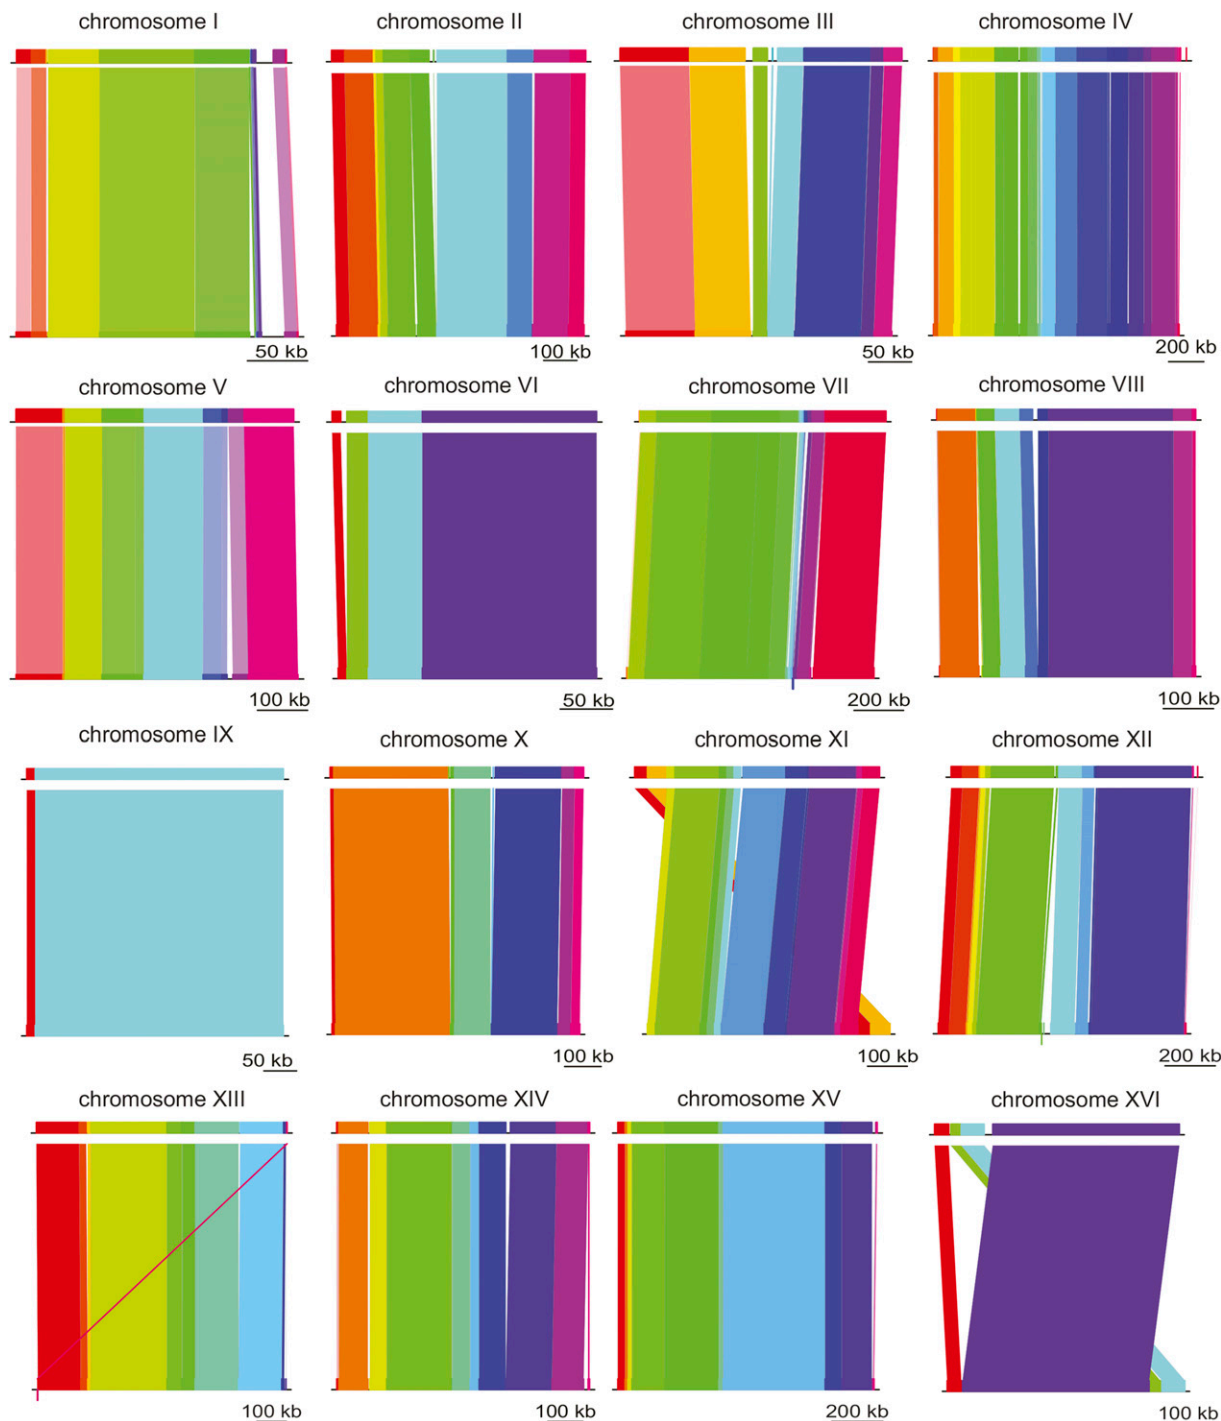 chromosome I
chromosome II
chromosome III
chromosome IV
50 kb
100 kb
50 kb
200 kb
chromosome V
chromosome VI
chromosome VII
chromosome VIII
100 kb
50 kb
200 kb
100 kb
chromosome IX
chromosome X
chromosome XI
chromosome XII
50 kb
100 kb
100 kb
200 kb
chromosome XIII
chromosome XIV
chromosome XV
chromosome XVI
100 kb
100 kb
200 kb
100 kb